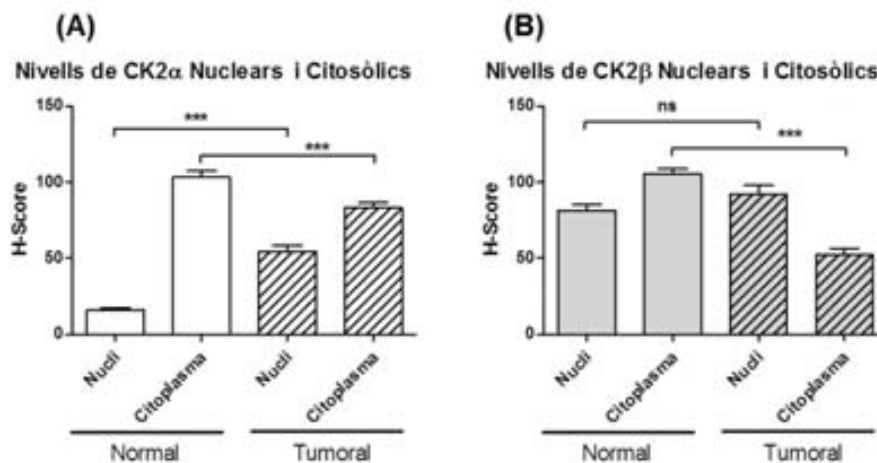 (A)
Nivells de CK2α Nuclears i Citosòlics
150
100
50
0
H-Score
***
***
Nucli
Citoplasma
Nucli
Citoplasma
Normal
Tumoral
(B)
Nivells de CK2β Nuclears i Citosòlics
150
100
50
0
H-Score
ns
***
Nucli
Citoplasma
Nucli
Citoplasma
Normal
Tumoral